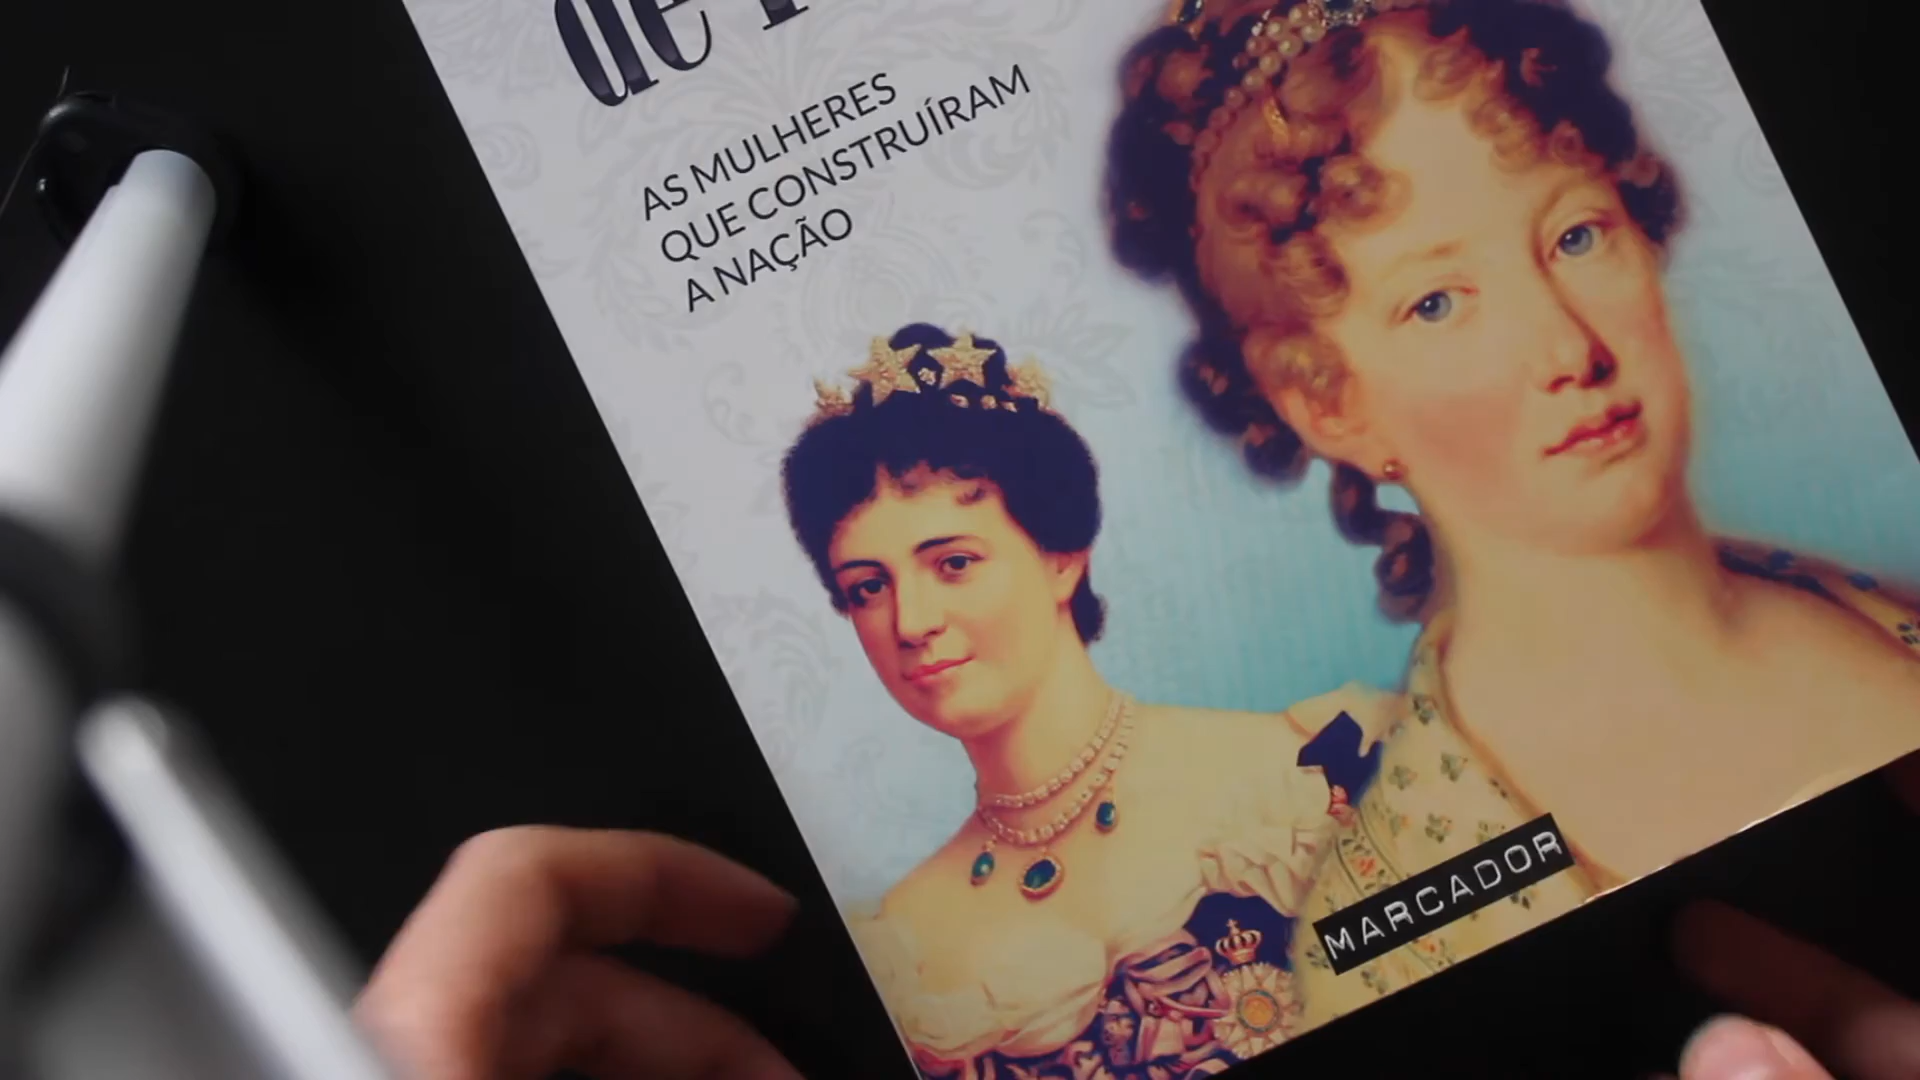 de
AS MULHERES
QUE CONSTRUÍRAM
A NAÇÃO
MARCADOR